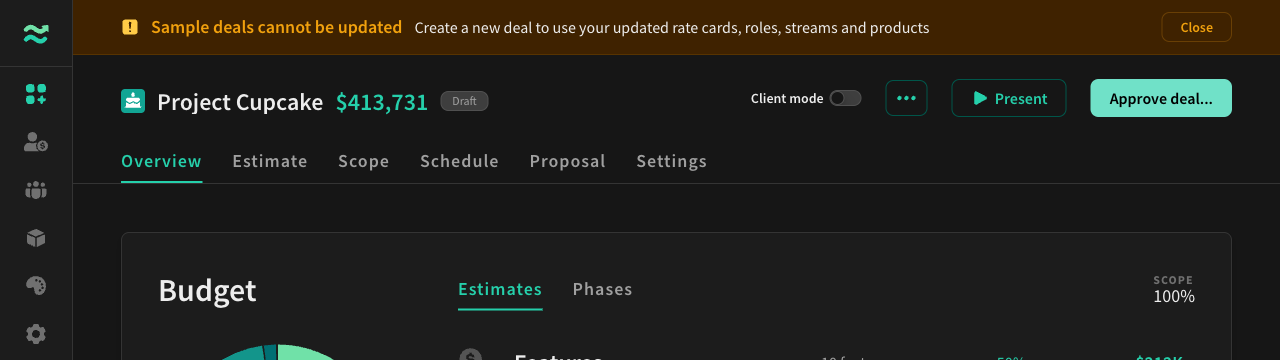 Sample deals cannot be updated Create a new deal to use your updated rate cards, roles, streams and products Close
Project Cupcake $413,731 Draft Client mode Present Approve deal...
Overview Estimate Scope Schedule Proposal Settings
Budget Estimates Phases SCOPE
100%
Features